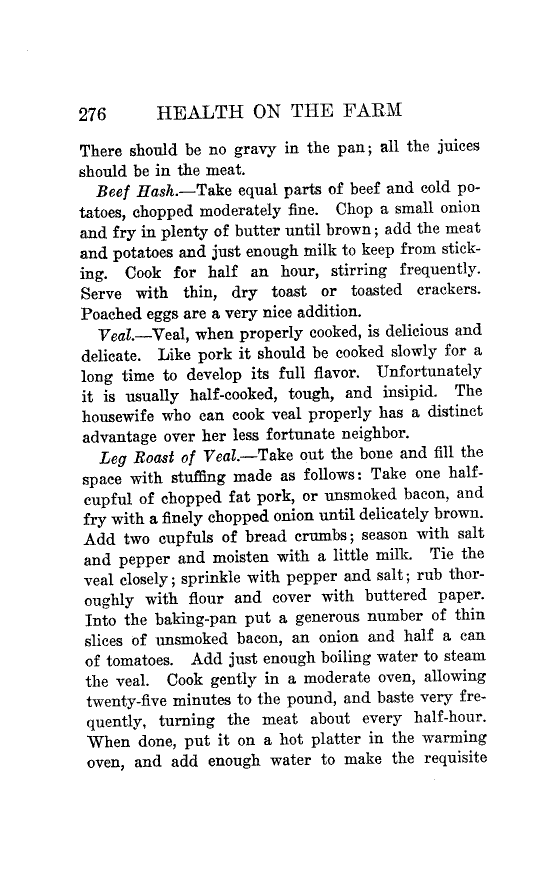 276 HEALTH ON THE FARM
There should be no gravy in the pan; all the juices
should be in the meat.
Beef Hash.—Take equal parts of beef and cold po-
tatoes, chopped moderately fine. Chop a small onion
and fry in plenty of butter until brown; add the meat
and potatoes and just enough milk to keep from stick-
ing. Cook for half an hour, stirring frequently.
Serve with thin, dry toast or toasted crackers.
Poached eggs are a very nice addition.
Veal.—Veal, when properly cooked, is delicious and
delicate. Like pork it should be cooked slowly for a
long time to develop its full flavor. Unfortunately
it is usually half-cooked, tough, and insipid. The
housewife who can cook veal properly has a distinct
advantage over her less fortunate neighbor.
Leg Roast of Veal.—Take out the bone and fill the
space with stuffing made as follows: Take one half-
cupful of chopped fat pork, or unsmoked bacon, and
fry with a finely chopped onion until delicately brown.
Add two cupfuls of bread crumbs; season with salt
and pepper and moisten with a little milk. Tie the
veal closely; sprinkle with pepper and salt; rub thor-
oughly with flour and cover with buttered paper.
Into the baking-pan put a generous number of thin
slices of unsmoked bacon, an onion and half a can
of tomatoes. Add just enough boiling water to steam
the veal. Cook gently in a moderate oven, allowing
twenty-five minutes to the pound, and baste very fre-
quently, turning the meat about every half-hour.
When done, put it on a hot platter in the warming
oven, and add enough water to make the requisite